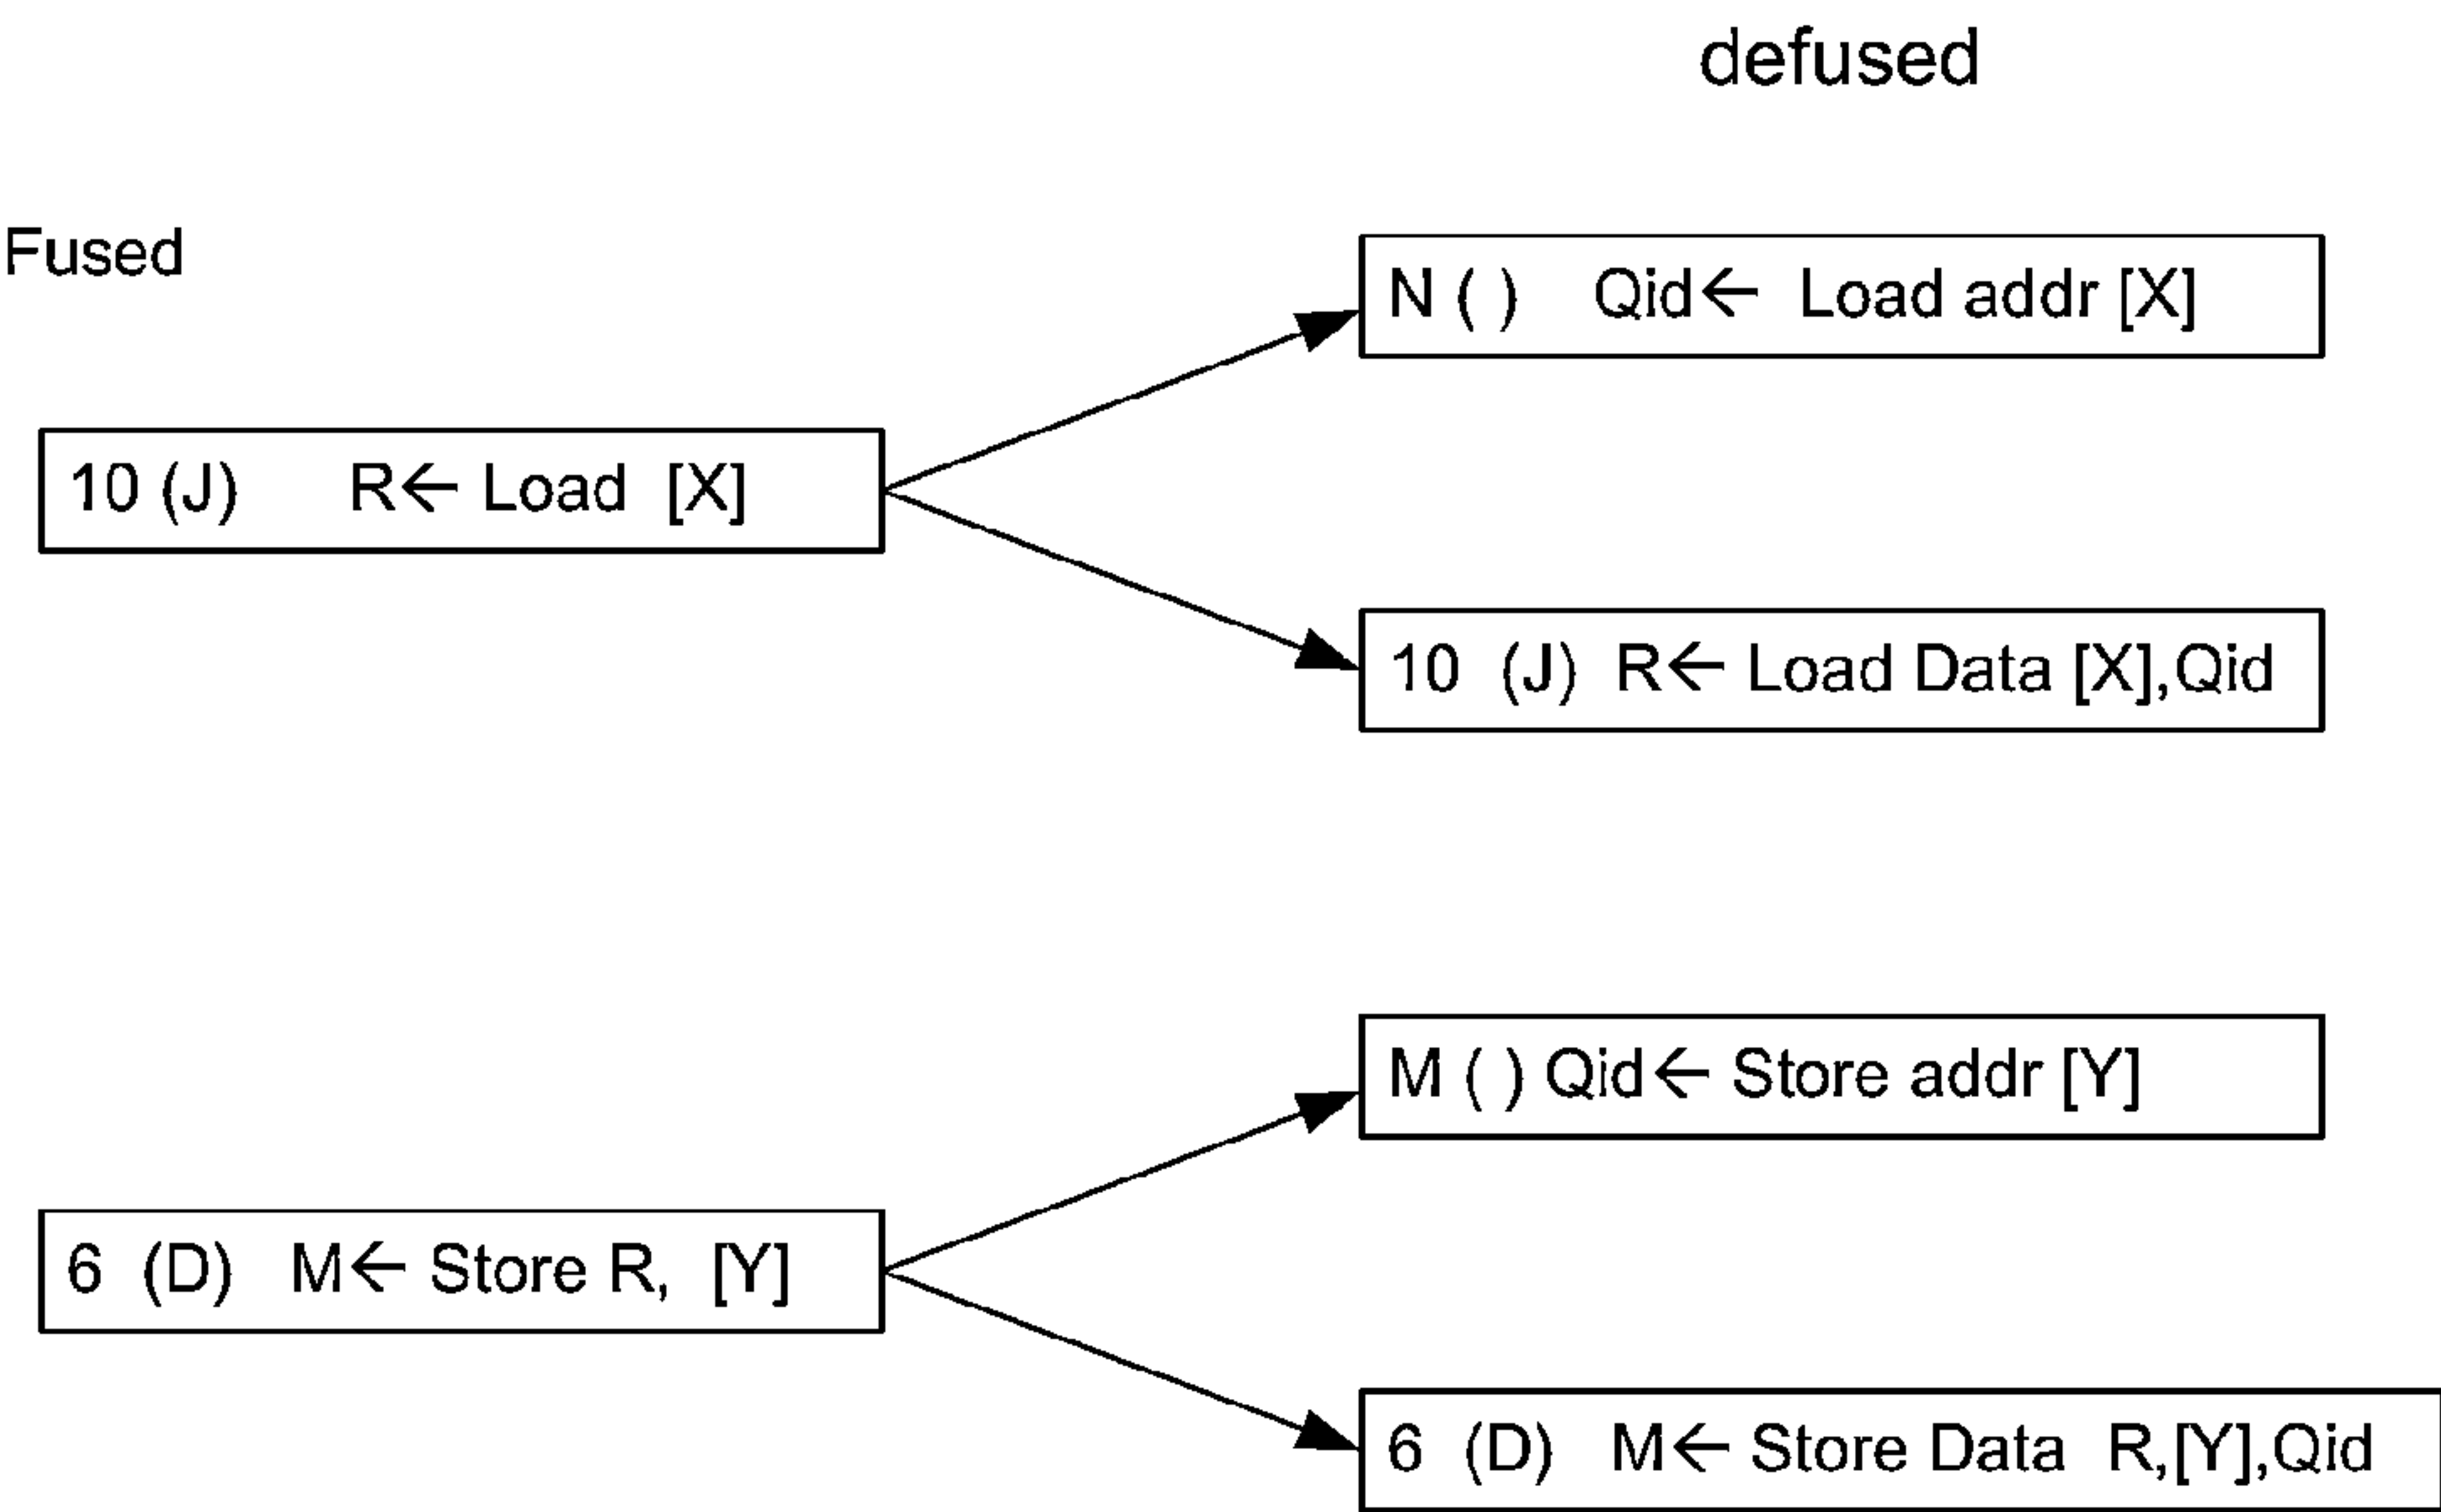 defused
Fused
N ( ) Qid← Load addr [X]
10 (J) R← Load [X]
10 (J) R← Load Data [X],Qid
M ( ) Qid← Store addr [Y]
6 (D) M← Store R, [Y]
6 (D) M← Store Data R,[Y],Qid